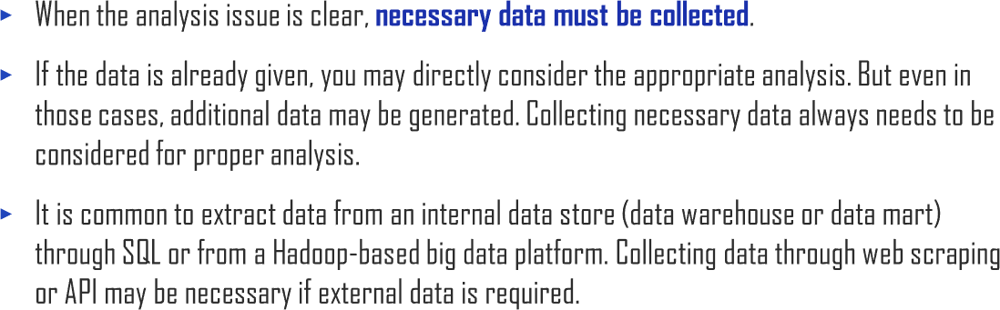 ► When the analysis issue is clear, necessary data must be collected.
► If the data is already given, you may directly consider the appropriate analysis. But even in
those cases, additional data may be generated. Collecting necessary data always needs to be
considered for proper analysis.
► It is common to extract data from an internal data store (data warehouse or data mart)
through SQL or from a Hadoop-based big data platform. Collecting data through web scraping
or API may be necessary if external data is required.